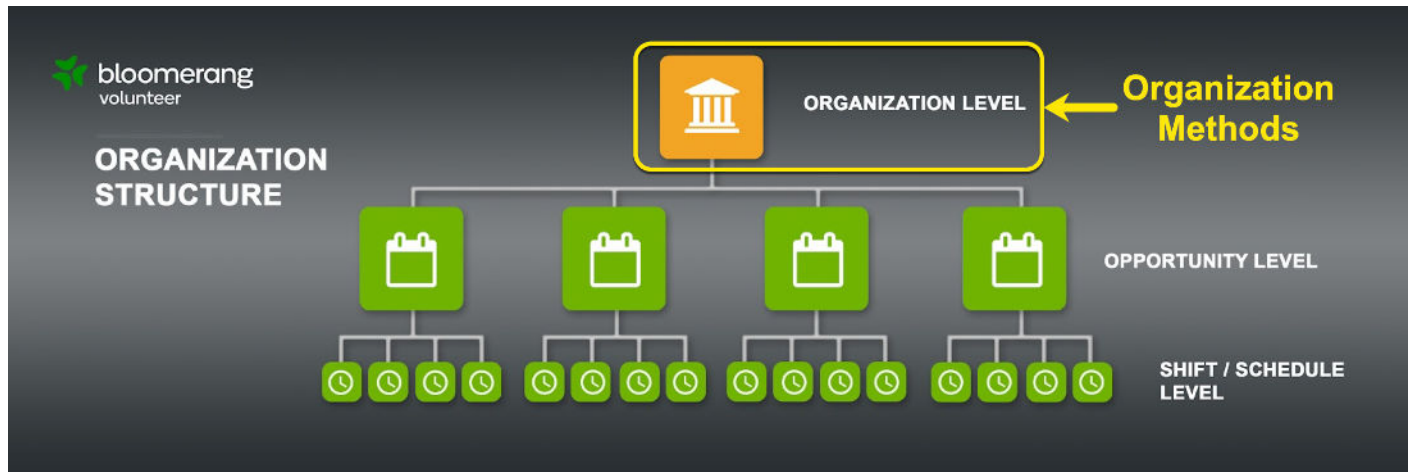 bloomerang
volunteer
ORGANIZATION
STRUCTURE
ORGANIZATION LEVEL
Organization
Methods
OPPORTUNITY LEVEL
SHIFT / SCHEDULE
LEVEL